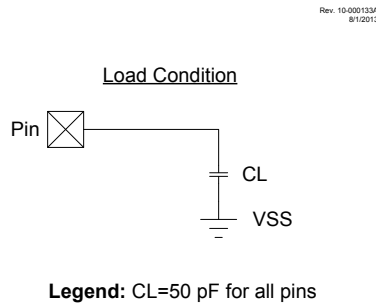 Rev. 10-000133A
8/1/2013
Load Condition
Pin
CL
VSS
Legend: CL=50 pF for all pins